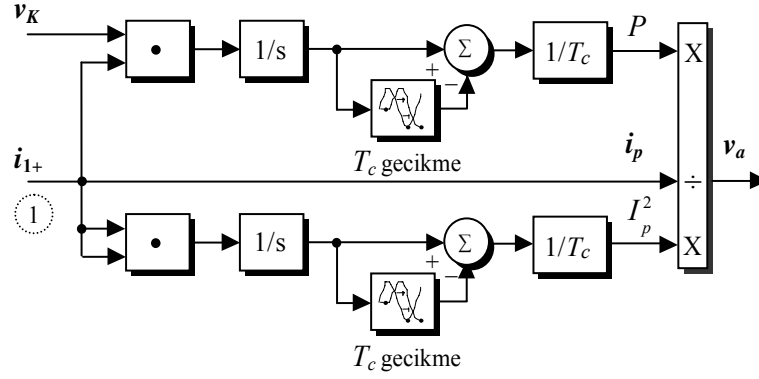 v_K
•
1/s
Σ
+
−
1/T_c
P
X
T_c gecikme
i_1+
i_p
v_a
÷
1
•
1/s
Σ
+
−
1/T_c
I_p^2
X
T_c gecikme